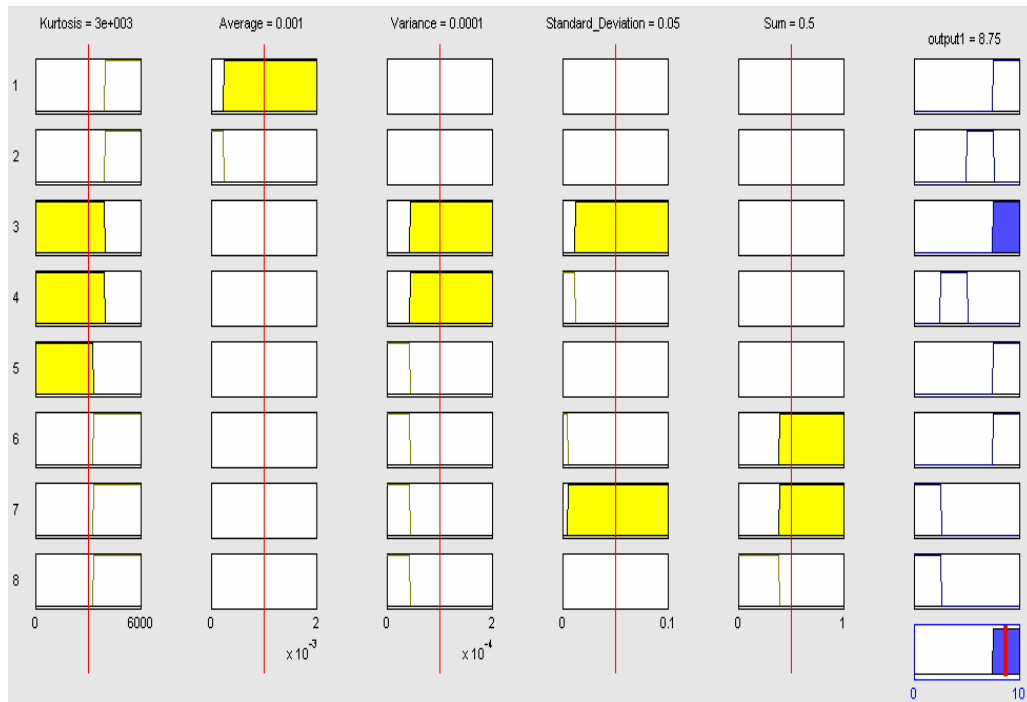 Kurtosis = 3e+003
Average = 0.001
Variance = 0.0001
Standard_Deviation = 0.05
Sum = 0.5
output1 = 8.75
1
2
3
4
5
6
7
8
0 6000
0 2
x 10^-3
0 2
x 10^-4
0 0.1
0 1
0 10